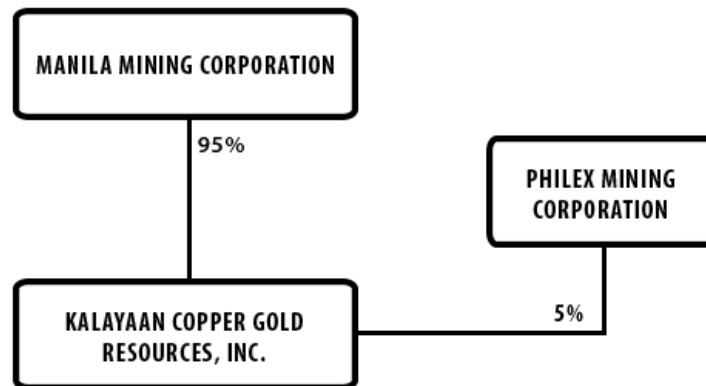 MANILA MINING CORPORATION
95%
PHILEX MINING
CORPORATION
KALAYAAN COPPER GOLD
RESOURCES, INC.
5%